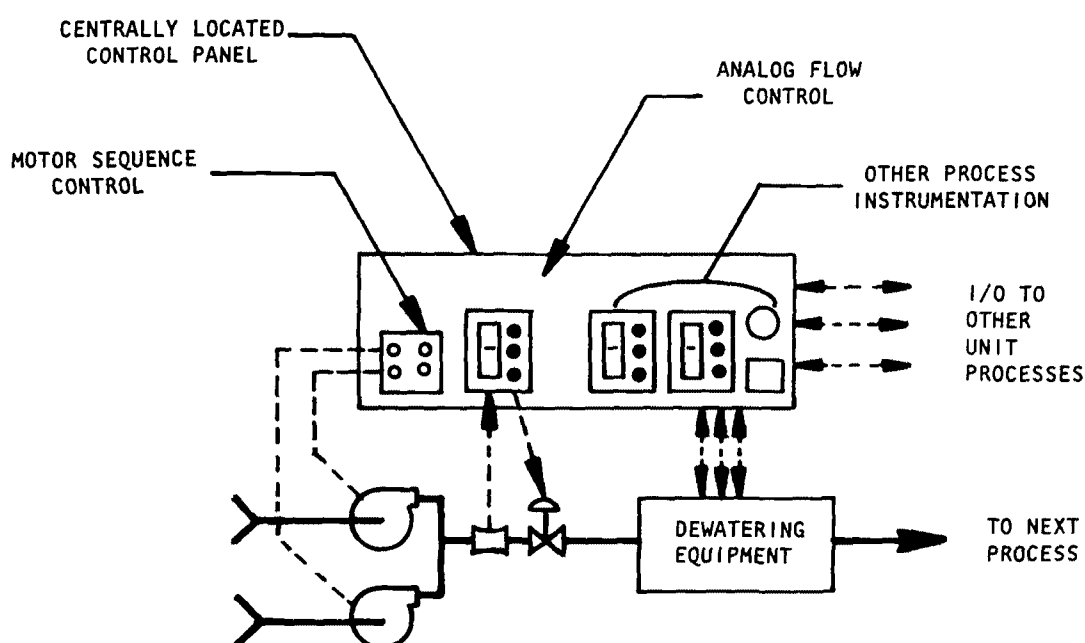 CENTRALLY LOCATED
CONTROL PANEL
ANALOG FLOW
CONTROL
MOTOR SEQUENCE
CONTROL
OTHER PROCESS
INSTRUMENTATION
I/O TO
OTHER
UNIT
PROCESSES
DEWATERING
EQUIPMENT
TO NEXT
PROCESS